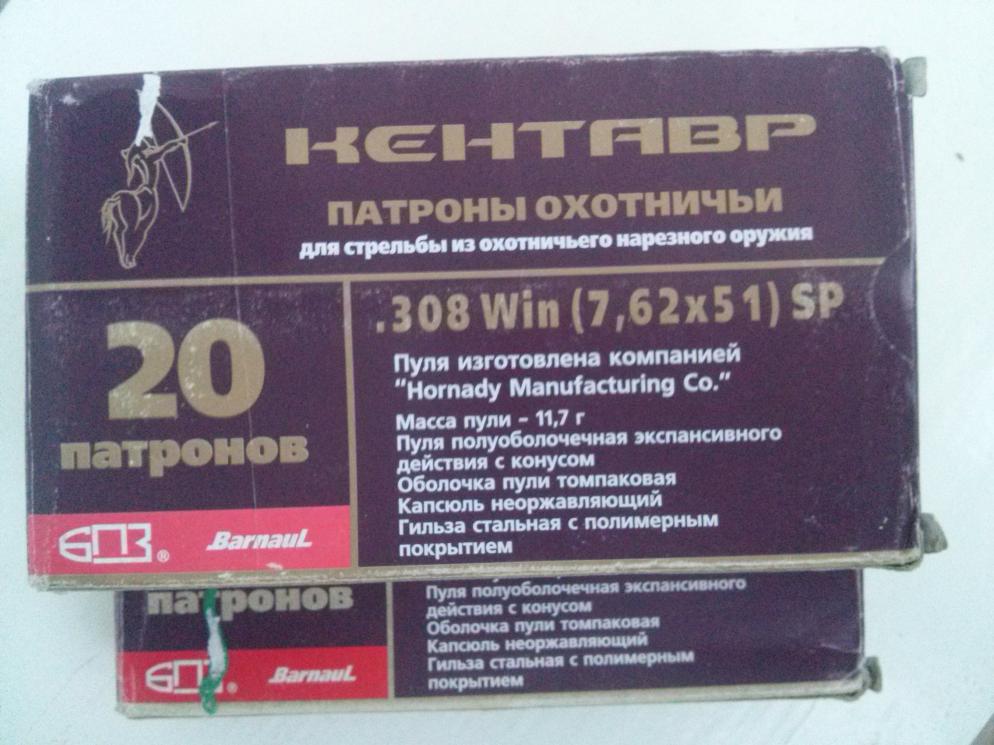 КЕНТАВР
ПАТРОНЫ ОХОТНИЧЬИ
для стрельбы из охотничьего нарезного оружия
.308 Win (7,62x51) SP
20
патронов
Пуля изготовлена компанией
"Hornady Manufacturing Co."
Масса пули – 11,7 г
Пуля полуоболочечная экспансивного
действия с конусом
Оболочка пули томпаковая
Капсюль неоржавляющий
Гильза стальная с полимерным
покрытием
БПЗ® Barnaul
патронов
Пуля полуоболочечная экспансивного
действия с конусом
Оболочка пули томпаковая
Капсюль неоржавляющий
Гильза стальная с полимерным
покрытием
БПЗ® Barnaul